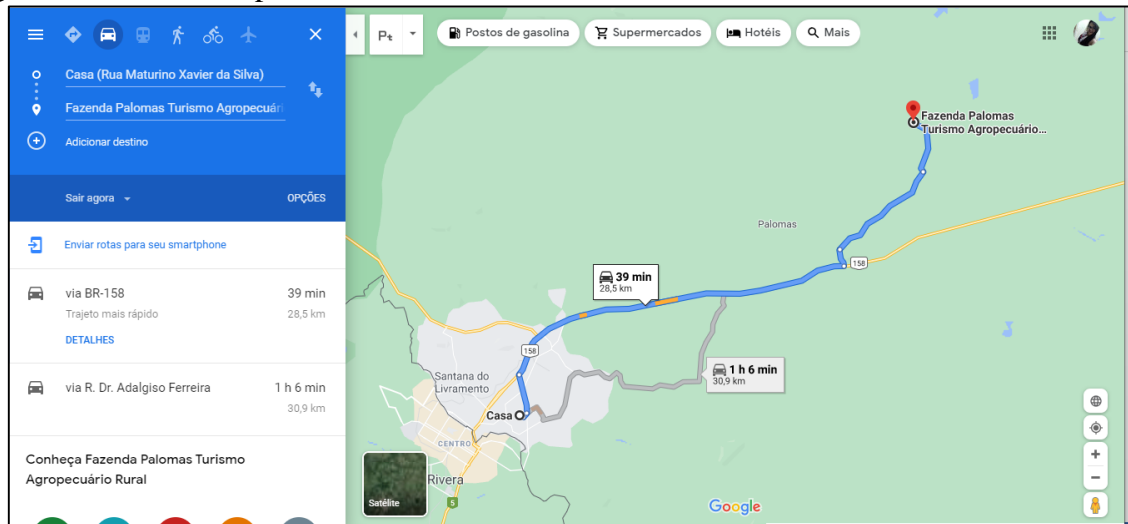 Casa (Rua Maturino Xavier da Silva)
Fazenda Palomas Turismo Agropecuári
Adicionar destino
Sair agora
OPÇÕES
Enviar rotas para seu smartphone
via BR-158
39 min
Trajeto mais rápido
28,5 km
DETALHES
via R. Dr. Adalgiso Ferreira
1 h 6 min
30,9 km
Conheça Fazenda Palomas Turismo
Agropecuário Rural
Postos de gasolina
Supermercados
Hotéis
Mais
Fazenda Palomas
Turismo Agropecuário...
Palomas
158
39 min
28,5 km
158
1 h 6 min
30,9 km
Santana do
Livramento
Casa
CENTRO
Rivera
5
Satélite
Google